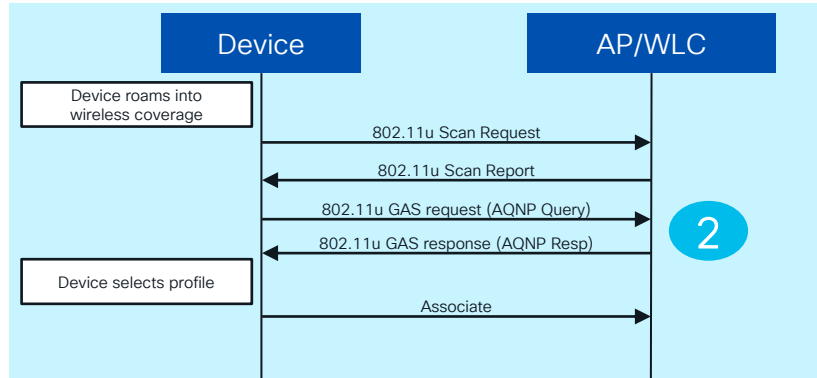 Device
AP/WLC
Device roams into
wireless coverage
802.11u Scan Request
802.11u Scan Report
802.11u GAS request (AQNP Query)
2
802.11u GAS response (AQNP Resp)
Device selects profile
Associate